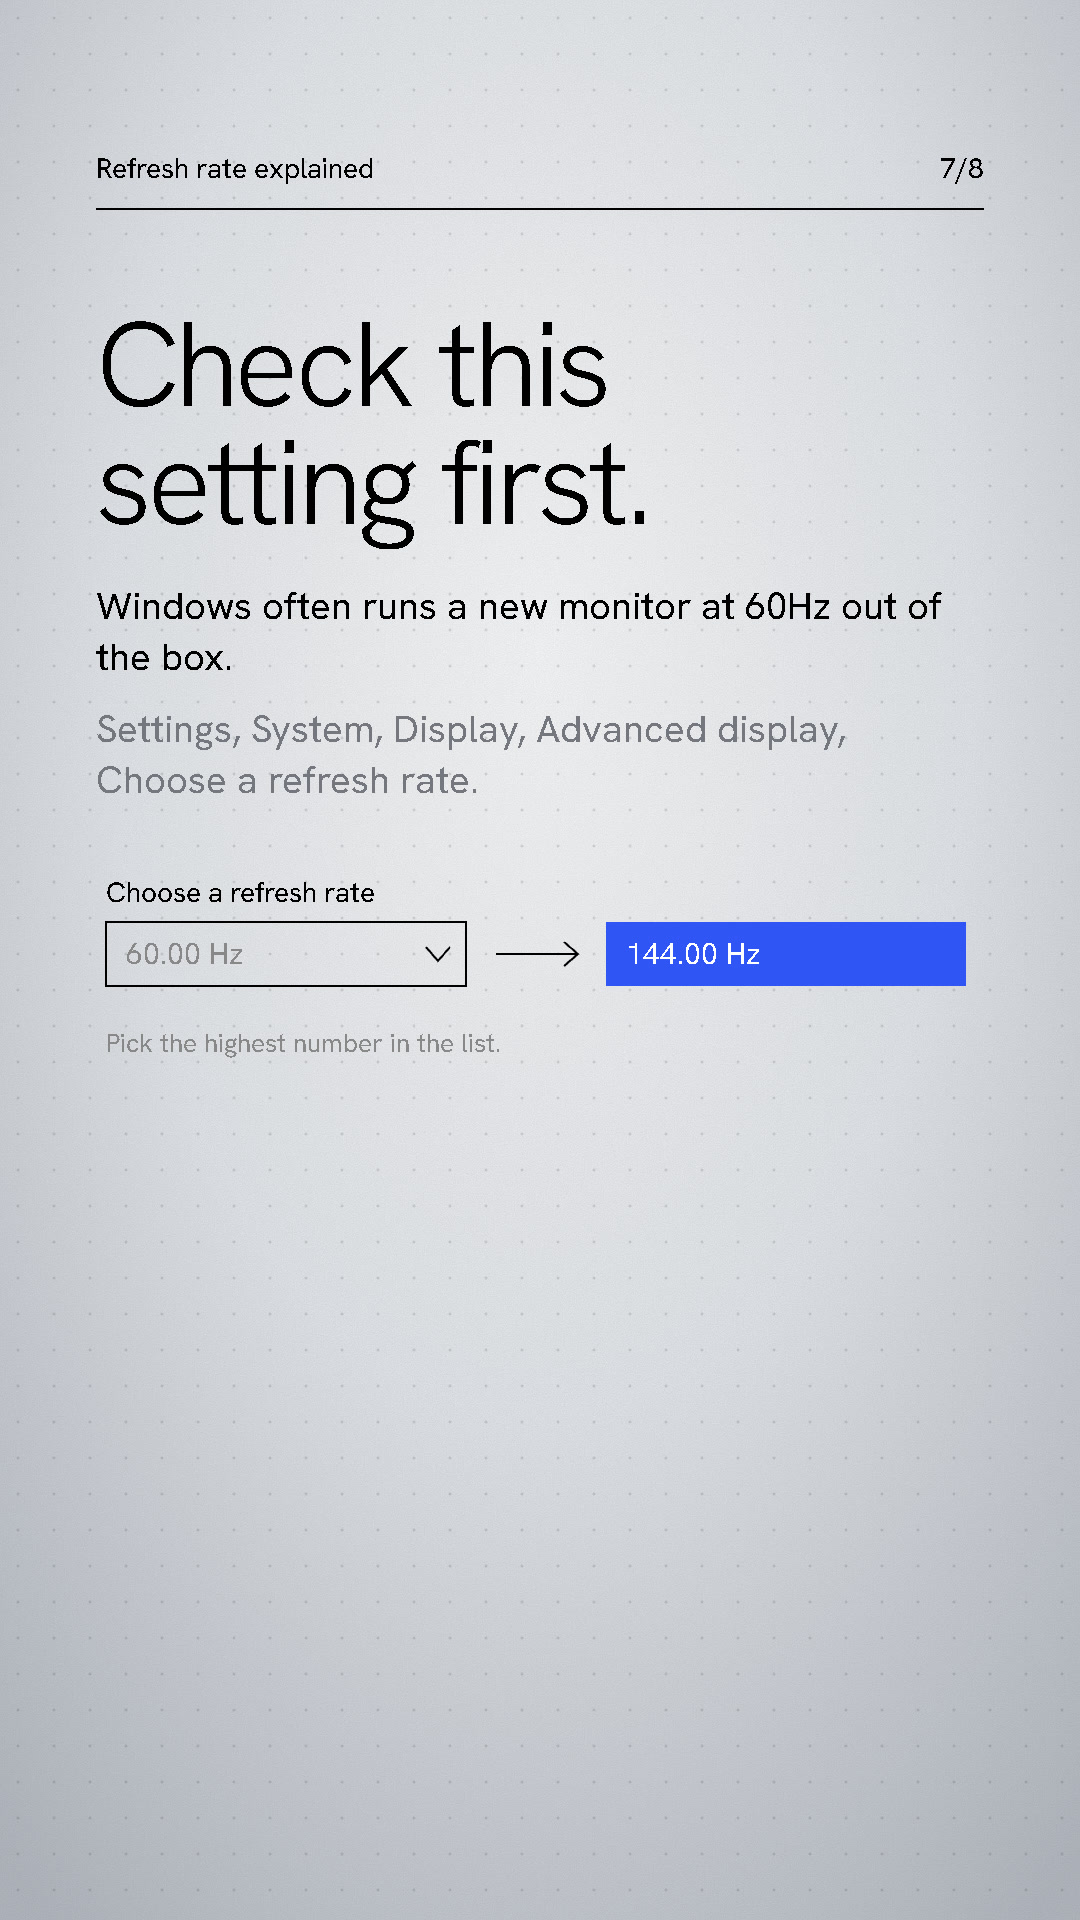 Refresh rate explained
7/8
Check this
setting first.
Windows often runs a new monitor at 60Hz out of
the box.
Settings, System, Display, Advanced display,
Choose a refresh rate.
Choose a refresh rate
60.00 Hz
144.00 Hz
Pick the highest number in the list.